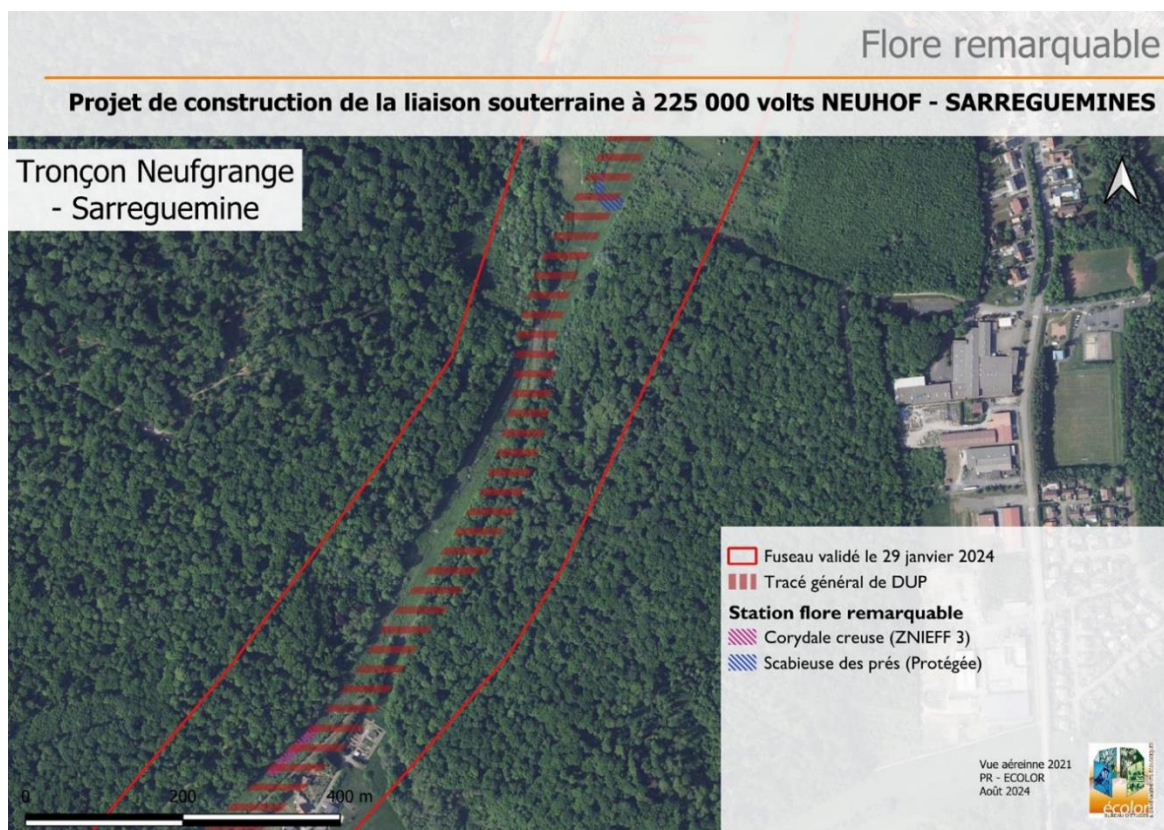 Flore remarquable
Projet de construction de la liaison souterraine à 225 000 volts NEUHOF - SARREGUEMINES
Tronçon Neufgrange
- Sarreguemine
Fuseau validé le 29 janvier 2024
Tracé général de DUP
Station flore remarquable
Corydale creuse (ZNIEFF 3)
Scabieuse des prés (Protégée)
Vue aéreinne 2021
PR - ECOLOR
Août 2024
écolor
0 200 400 m